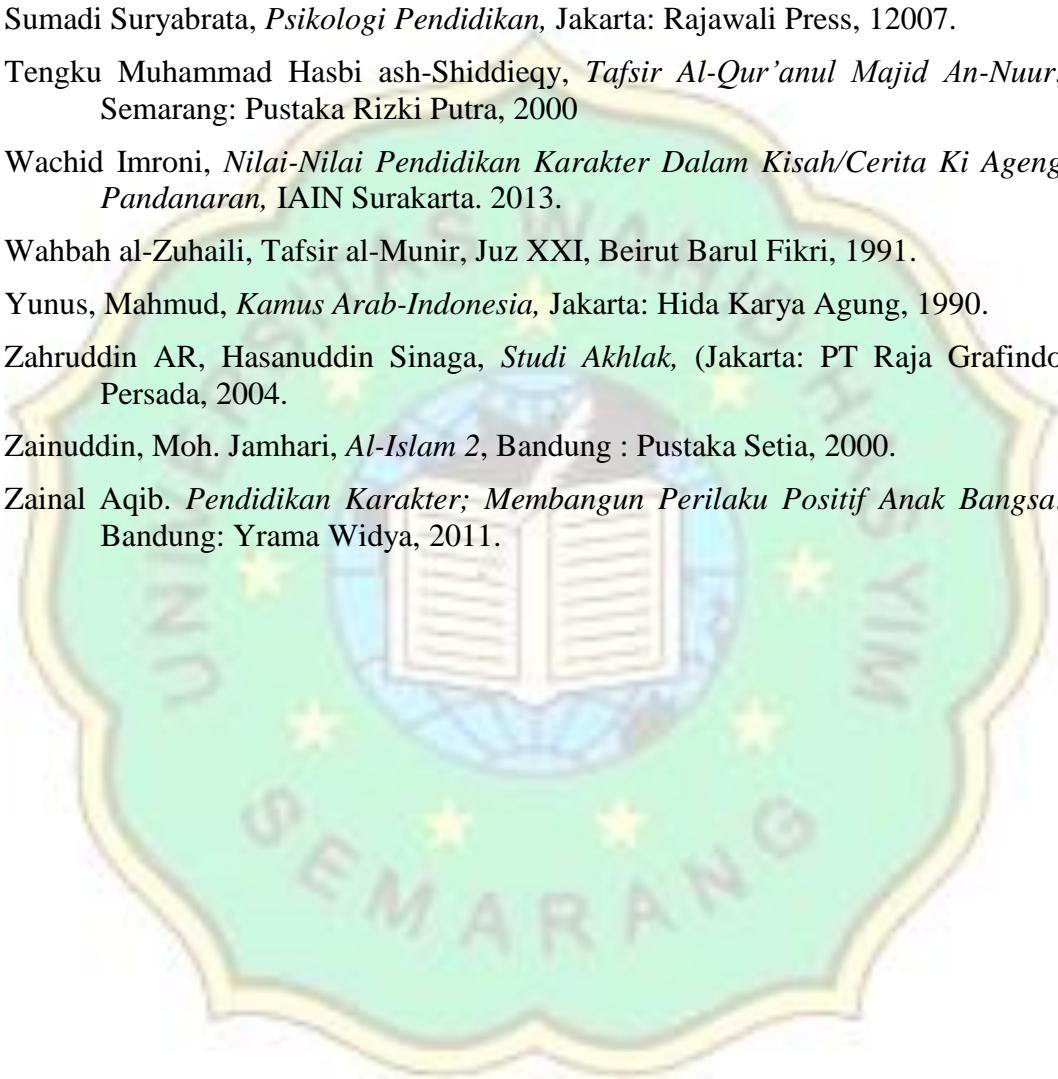 Sumadi Suryabrata, Psikologi Pendidikan, Jakarta: Rajawali Press, 12007.
Tengku Muhammad Hasbi ash-Shiddieqy, Tafsir Al-Qur’anul Majid An-Nuur,
Semarang: Pustaka Rizki Putra, 2000
Wachid Imroni, Nilai-Nilai Pendidikan Karakter Dalam Kisah/Cerita Ki Ageng
Pandanaran, IAIN Surakarta. 2013.
Wahbah al-Zuhaili, Tafsir al-Munir, Juz XXI, Beirut Barul Fikri, 1991.
Yunus, Mahmud, Kamus Arab-Indonesia, Jakarta: Hida Karya Agung, 1990.
Zahruddin AR, Hasanuddin Sinaga, Studi Akhlak, (Jakarta: PT Raja Grafindo
Persada, 2004.
Zainuddin, Moh. Jamhari, Al-Islam 2, Bandung : Pustaka Setia, 2000.
Zainal Aqib. Pendidikan Karakter; Membangun Perilaku Positif Anak Bangsa.
Bandung: Yrama Widya, 2011.
UNIVERSITAS WAHID HASYIM
SEMARANG